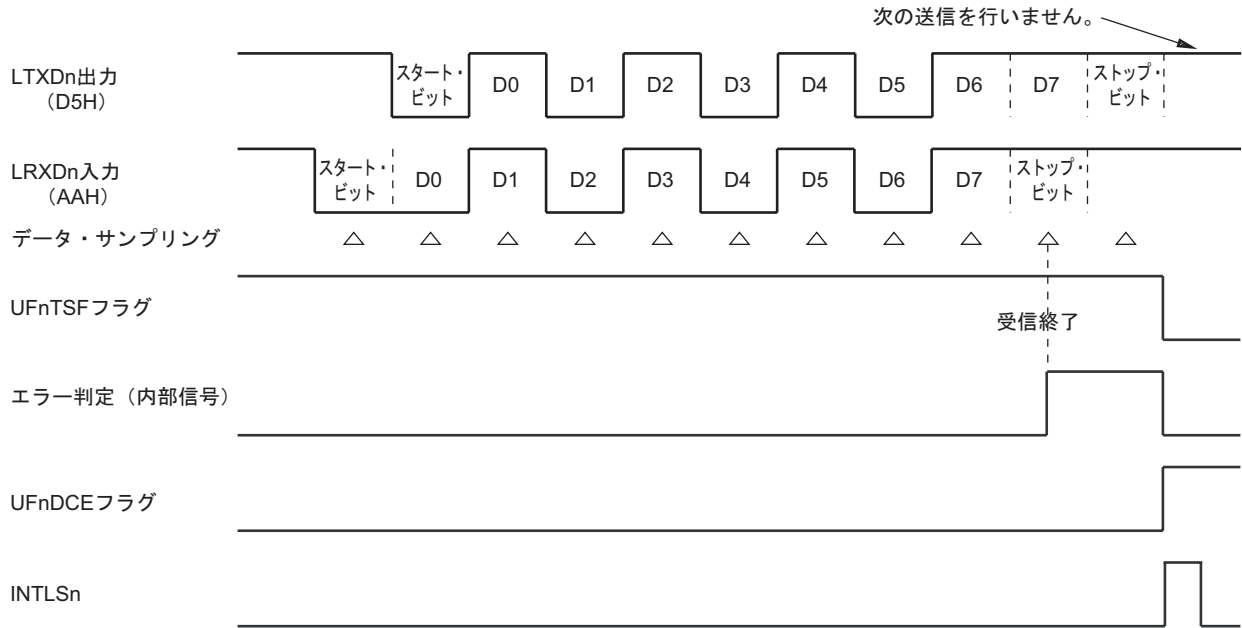 次の送信を行いません。
LTXDn出力
（D5H）
スタート・
ビット
D0
D1
D2
D3
D4
D5
D6
D7
ストップ・
ビット
LRXDn入力
（AAH）
スタート・
ビット
D0
D1
D2
D3
D4
D5
D6
D7
ストップ・
ビット
データ・サンプリング
UFnTSFフラグ
受信終了
エラー判定（内部信号）
UFnDCEフラグ
INTLSn